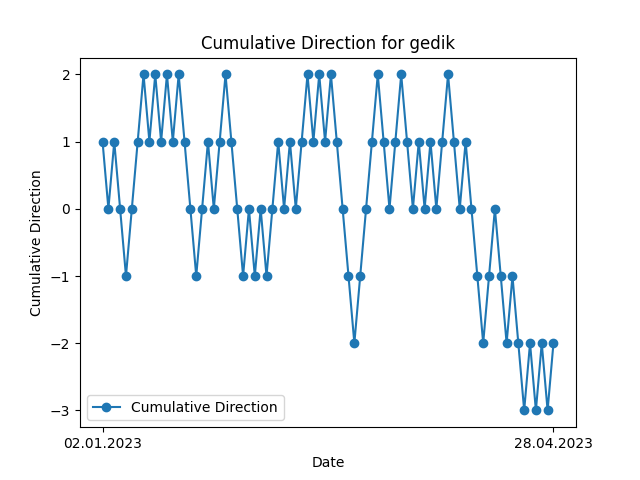 Cumulative Direction for gedik
2
1
0
−1
−2
−3
Cumulative Direction
Cumulative Direction
02.01.2023
28.04.2023
Date